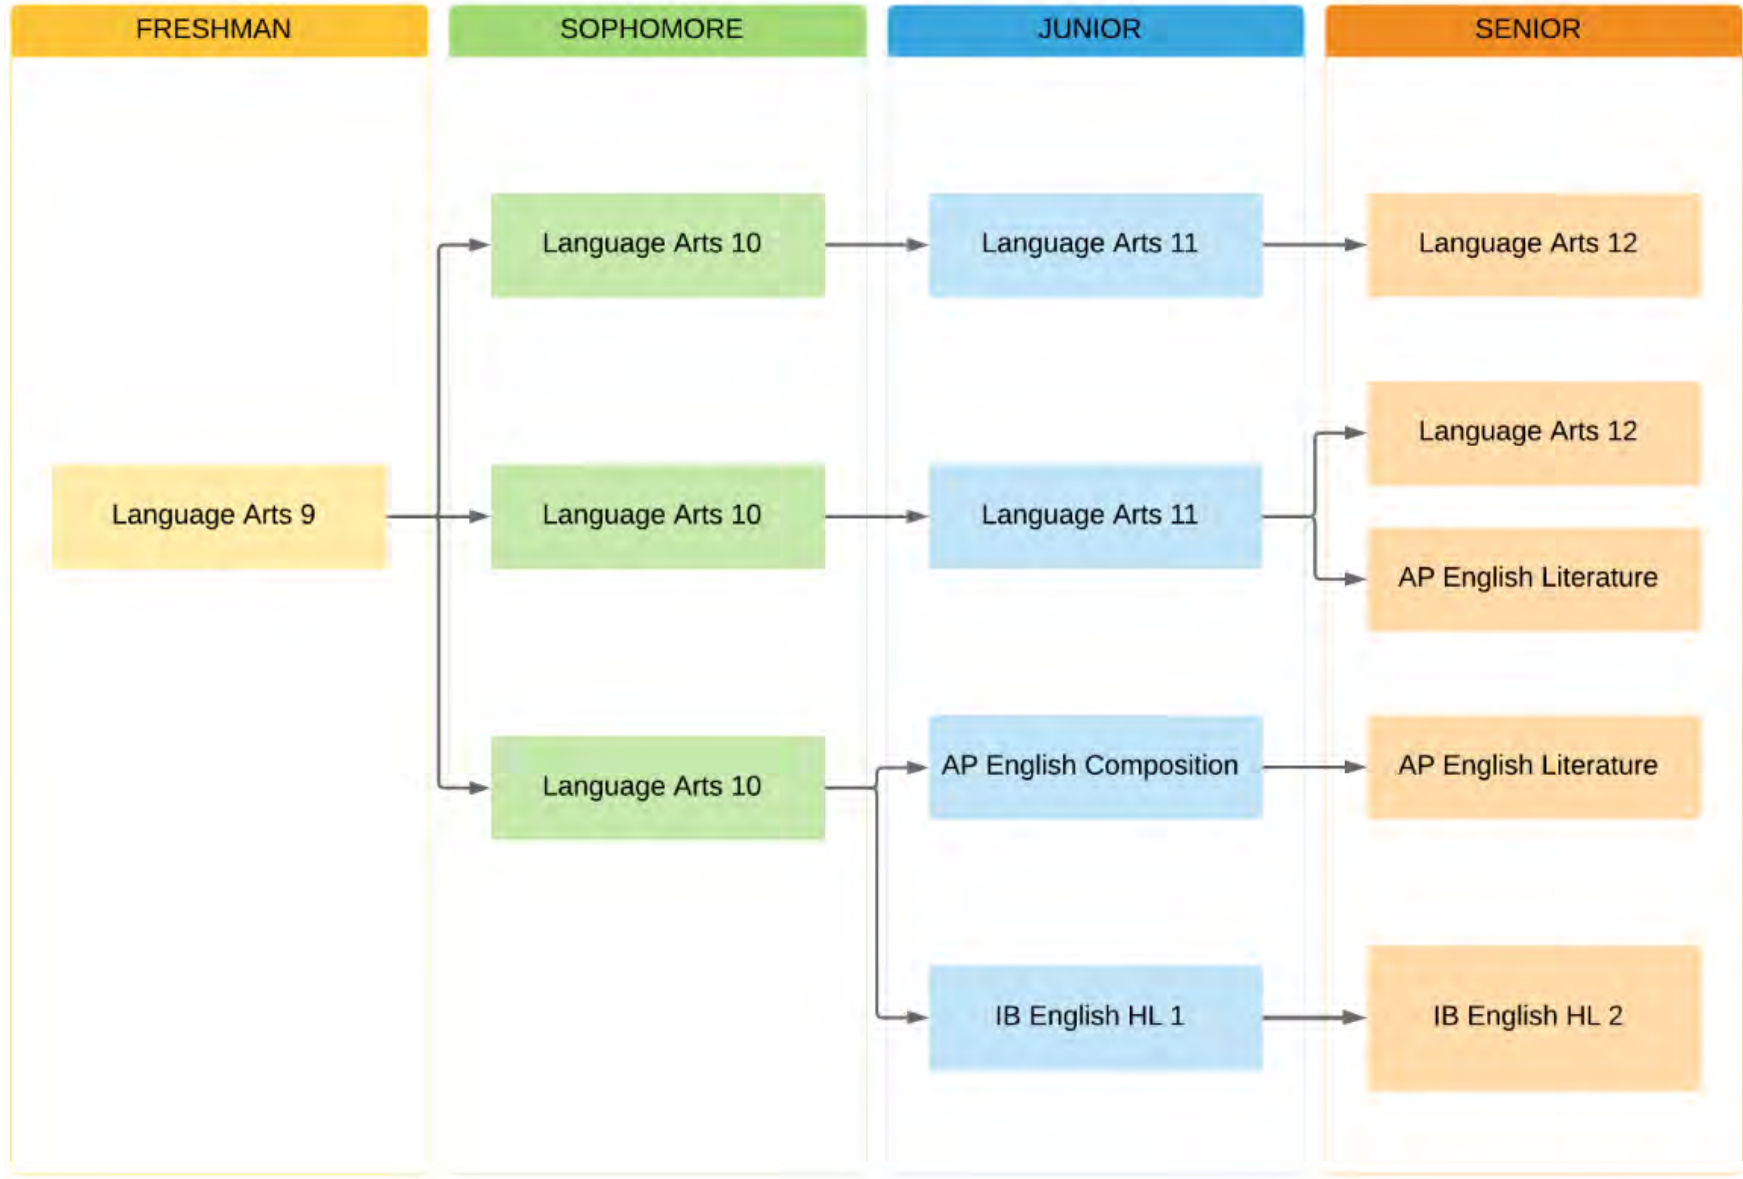 FRESHMAN
SOPHOMORE
JUNIOR
SENIOR
Language Arts 10
Language Arts 11
Language Arts 12
Language Arts 12
Language Arts 9
Language Arts 10
Language Arts 11
AP English Literature
Language Arts 10
AP English Composition
AP English Literature
IB English HL 1
IB English HL 2